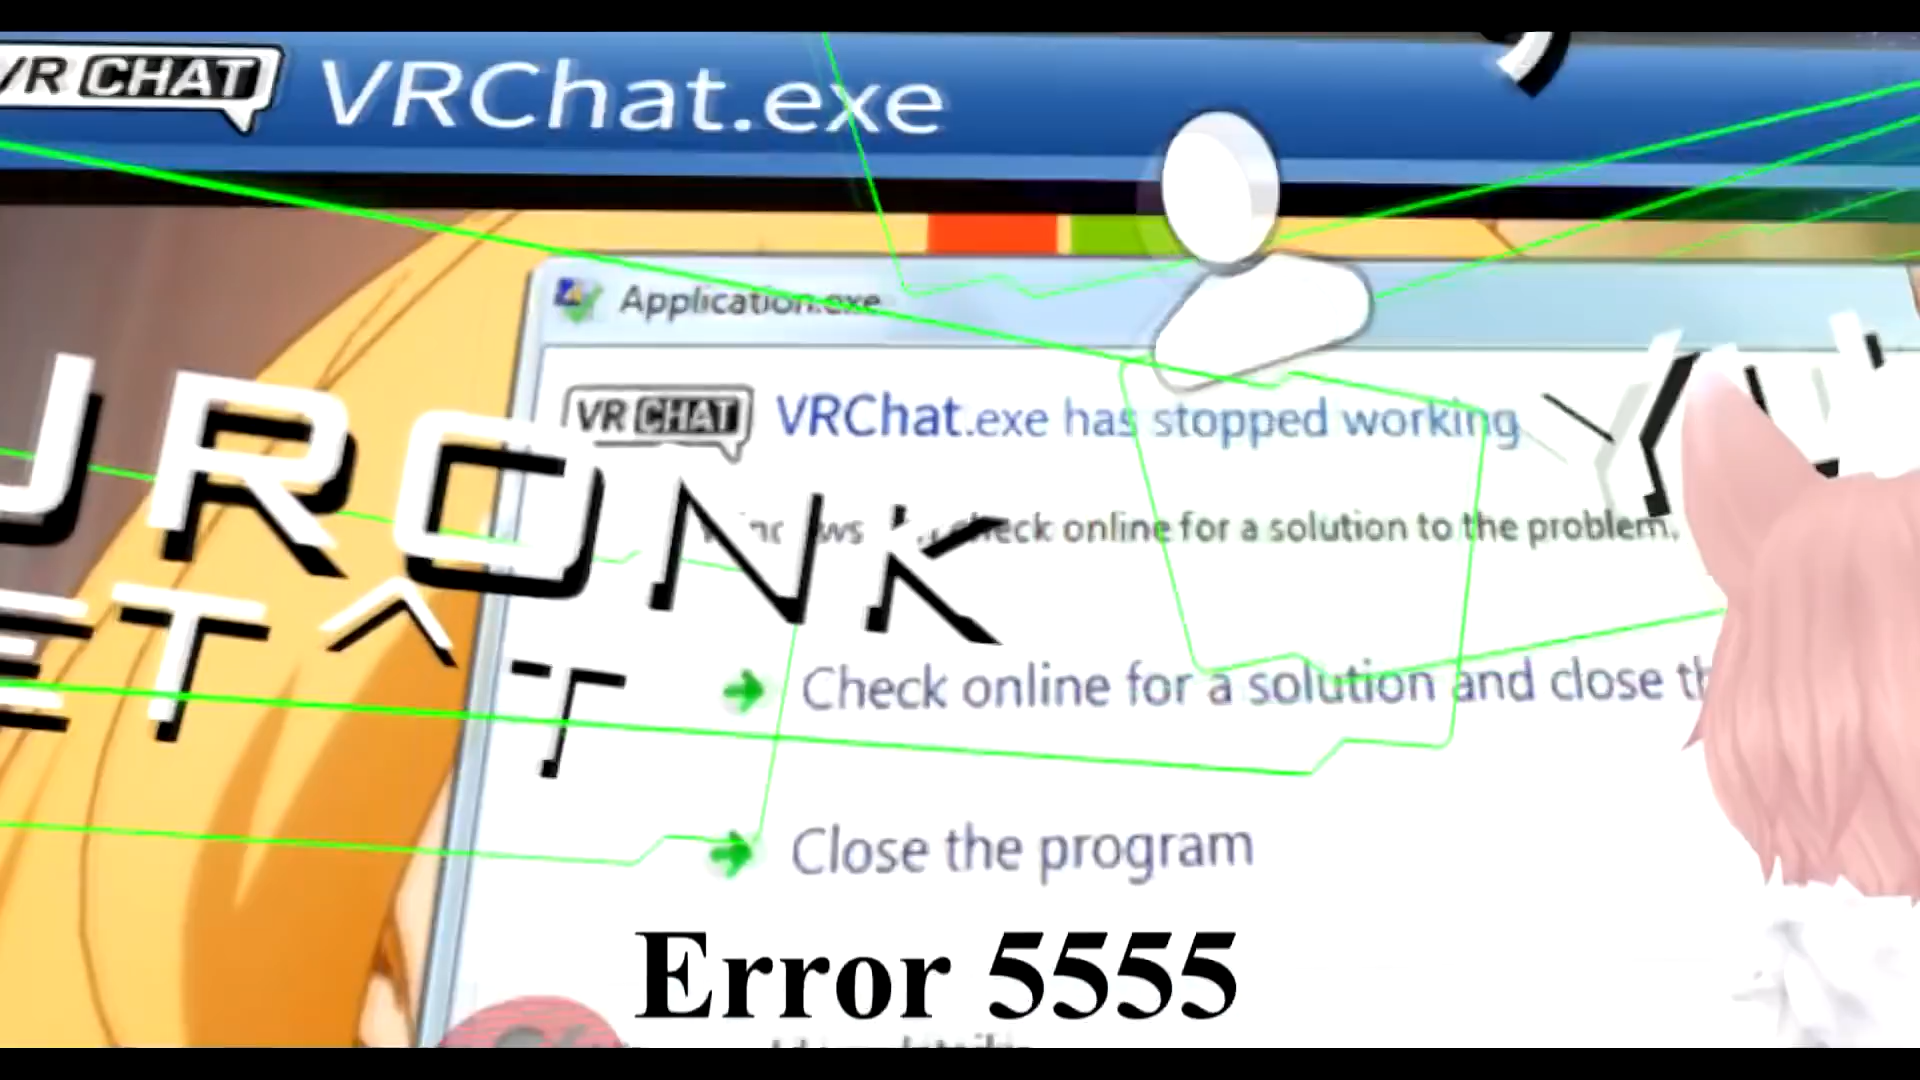 VR CHAT VRChat.exe
Application.exe
VR CHAT VRChat.exe has stopped working
URONK
check online for a solution to the problem.
ET^T
Check online for a solution and close
Close the program
Error 5555